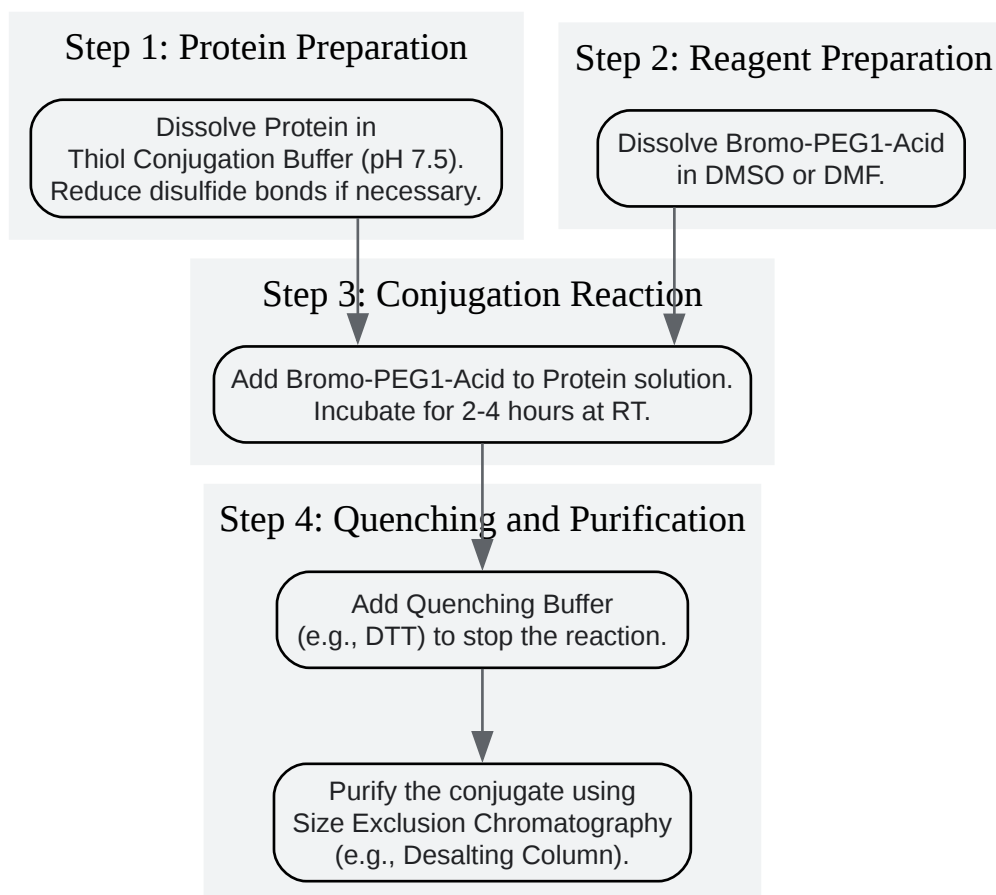 Step 1: Protein Preparation
Dissolve Protein in
Thiol Conjugation Buffer (pH 7.5).
Reduce disulfide bonds if necessary.
Step 2: Reagent Preparation
Dissolve Bromo-PEG1-Acid
in DMSO or DMF.
Step 3: Conjugation Reaction
Add Bromo-PEG1-Acid to Protein solution.
Incubate for 2-4 hours at RT.
Step 4: Quenching and Purification
Add Quenching Buffer
(e.g., DTT) to stop the reaction.
Purify the conjugate using
Size Exclusion Chromatography
(e.g., Desalting Column).